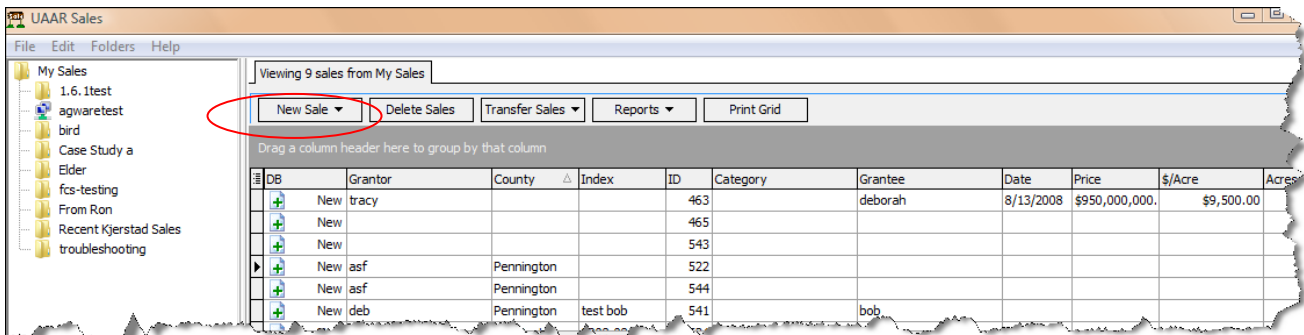 UAAR Sales
File Edit Folders Help
My Sales
1.6.1test
agwaretest
bird
Case Study a
Elder
fcs-testing
From Ron
Recent Kjerstad Sales
troubleshooting
Viewing 9 sales from My Sales
New Sale Delete Sales Transfer Sales Reports Print Grid
Drag a column header here to group by that column
DB Grantor County Index ID Category Grantee Date Price $/Acre Acres
New tracy 463 deborah 8/13/2008 $950,000,000. $9,500.00
New 465
New 543
New asf Pennington 522
New asf Pennington 544
New deb Pennington test bob 541 bob